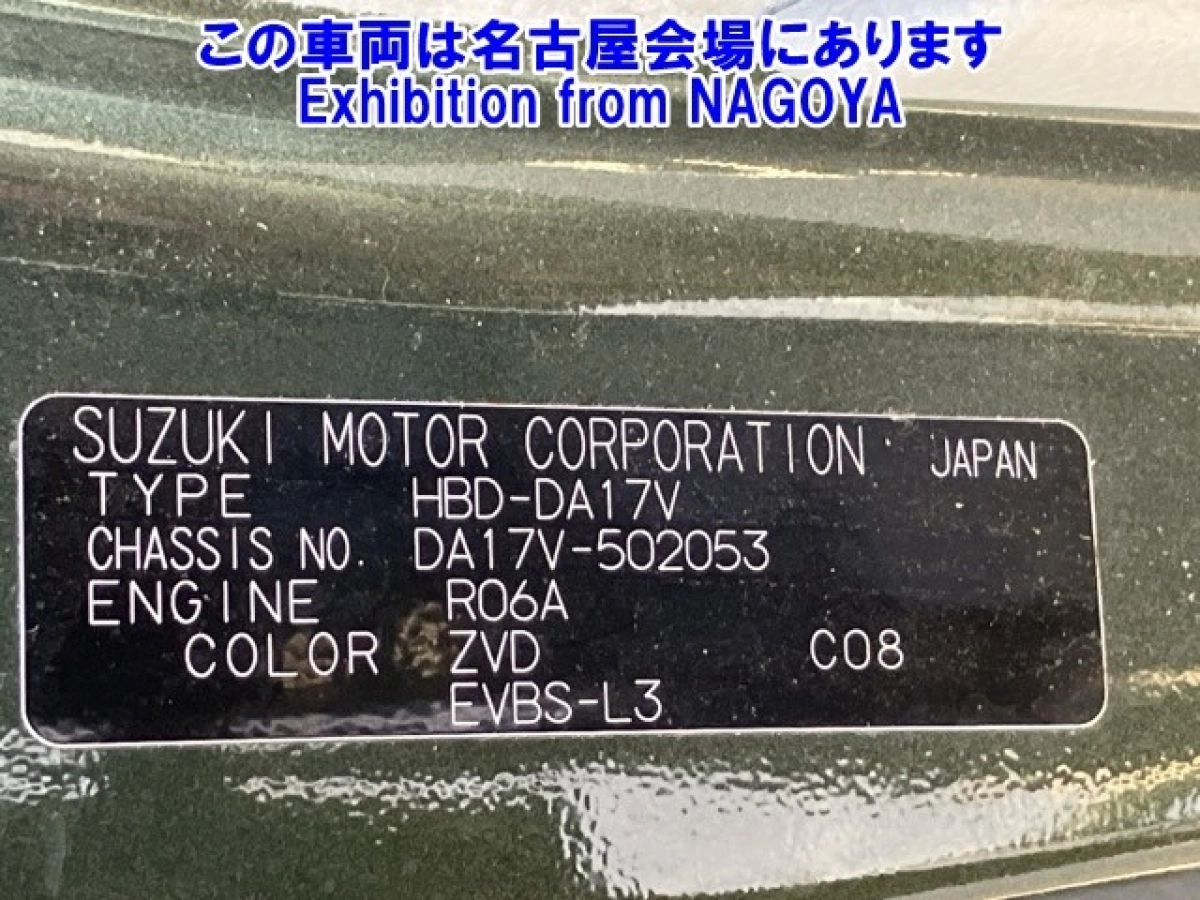 この車両は名古屋会場にあります
Exhibition from NAGOYA
SUZUKI MOTOR CORPORATION JAPAN
TYPE HBD-DA17V
CHASSIS NO. DA17V-502053
ENGINE R06A
COLOR ZVD C08
EVBS-L3